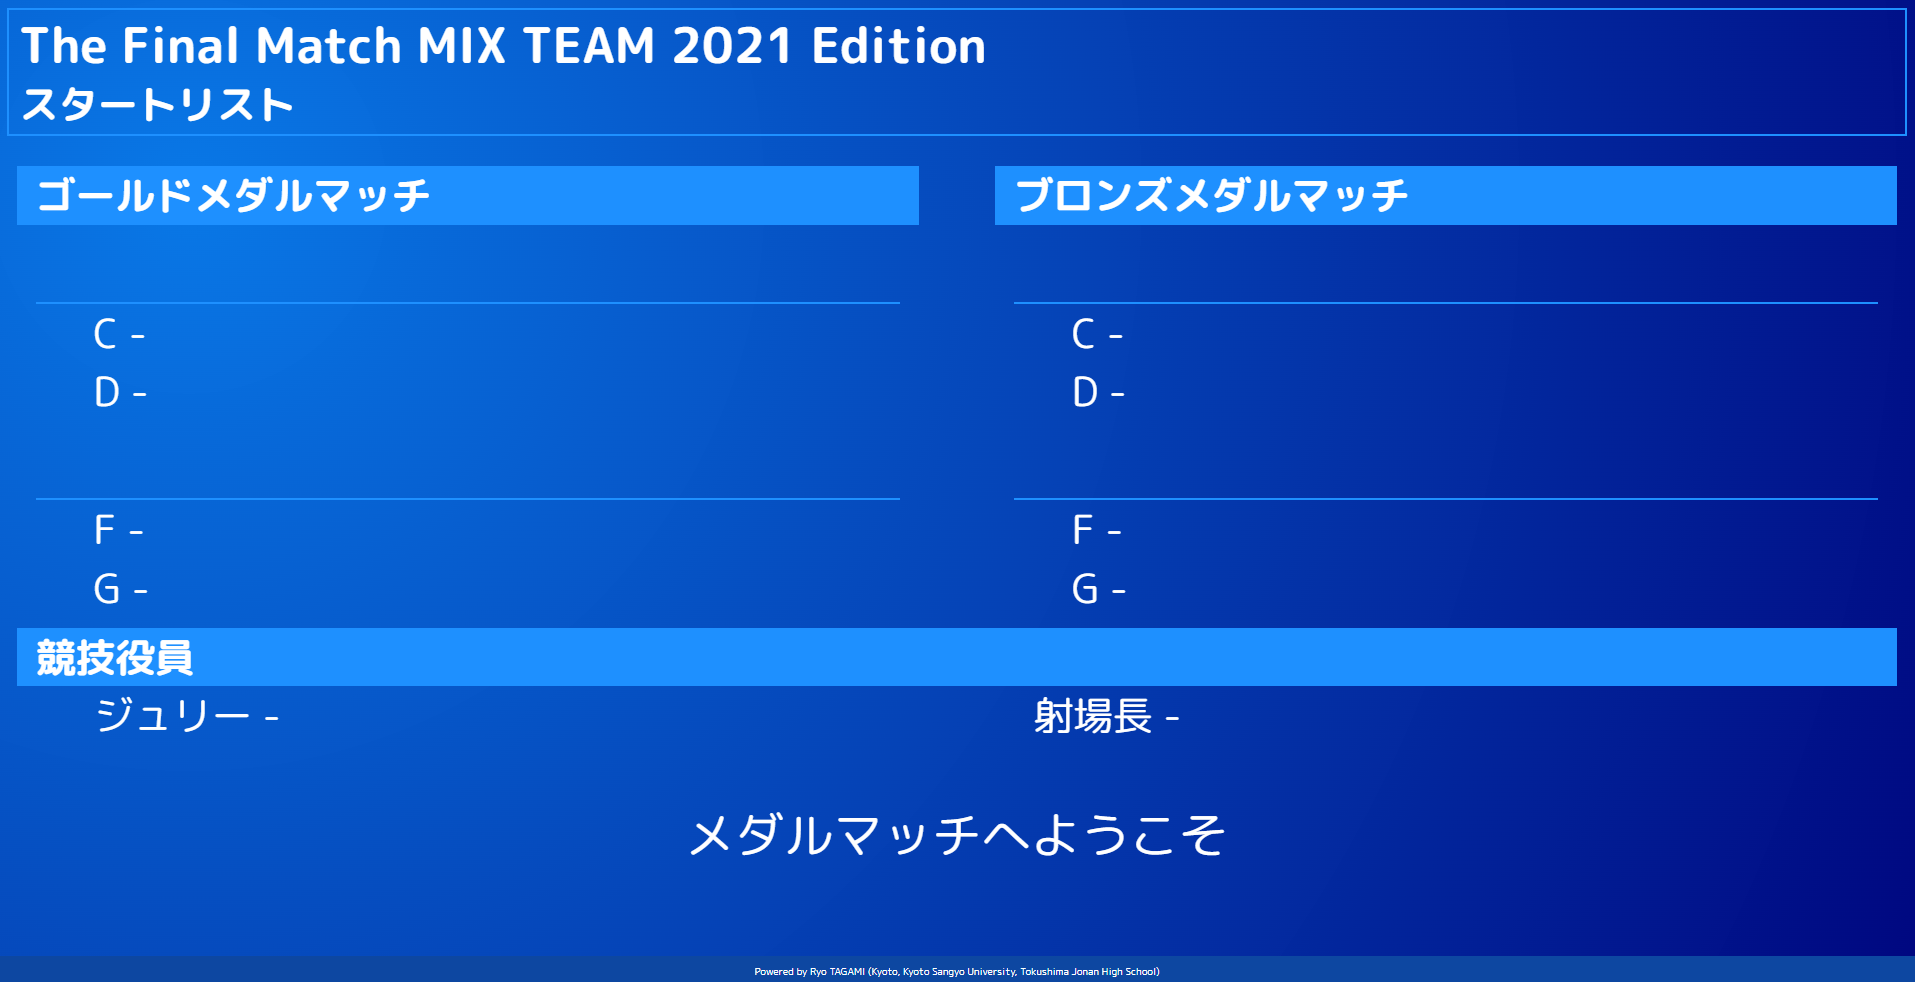 The Final Match MIX TEAM 2021 Edition
スタートリスト
ゴールドメダルマッチ
C -
D -
F -
G -
ブロンズメダルマッチ
C -
D -
F -
G -
競技役員
ジュリー -
射場長 -
メダルマッチへようこそ
Powered by Ryo TAGAMI (Kyoto, Kyoto Sangyo University, Tokushima Jonan High School)